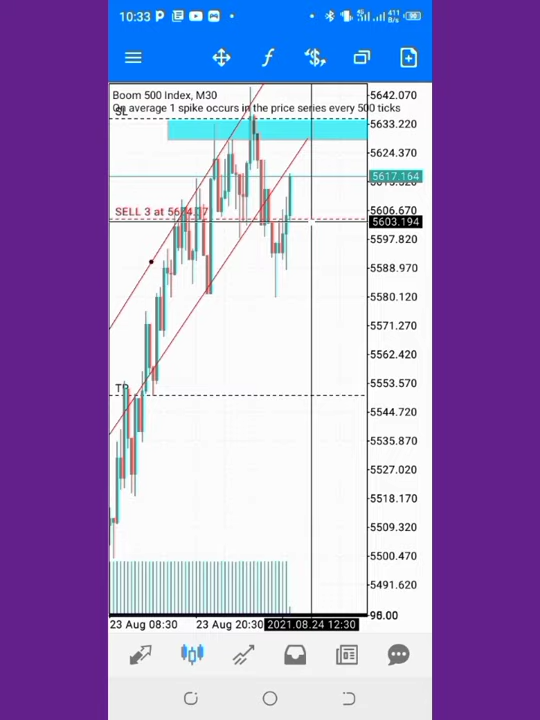 10:33 P 411 B/s 90
Boom 500 Index, M30
On average 1 spike occurs in the price series every 500 ticks
SL
5642.070
5633.220
5624.370
5617.164
SELL 3 at
5606.670
5603.194
5597.820
5588.970
5580.120
5571.270
5562.420
TP
5553.570
5544.720
5535.870
5527.020
5518.170
5509.320
5500.470
5491.620
23 Aug 08:30 23 Aug 20:30 2021.08.24 12:30